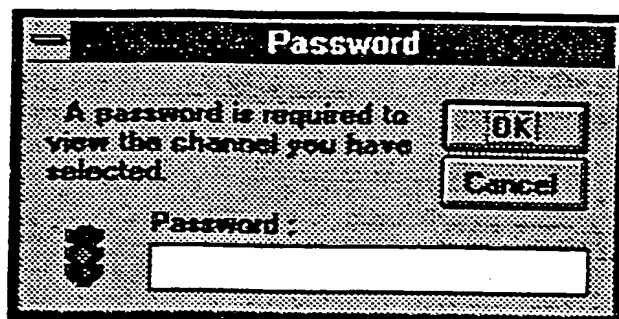 Password
A password is required to
view the channel you have
selected.
OK
Cancel
Password :